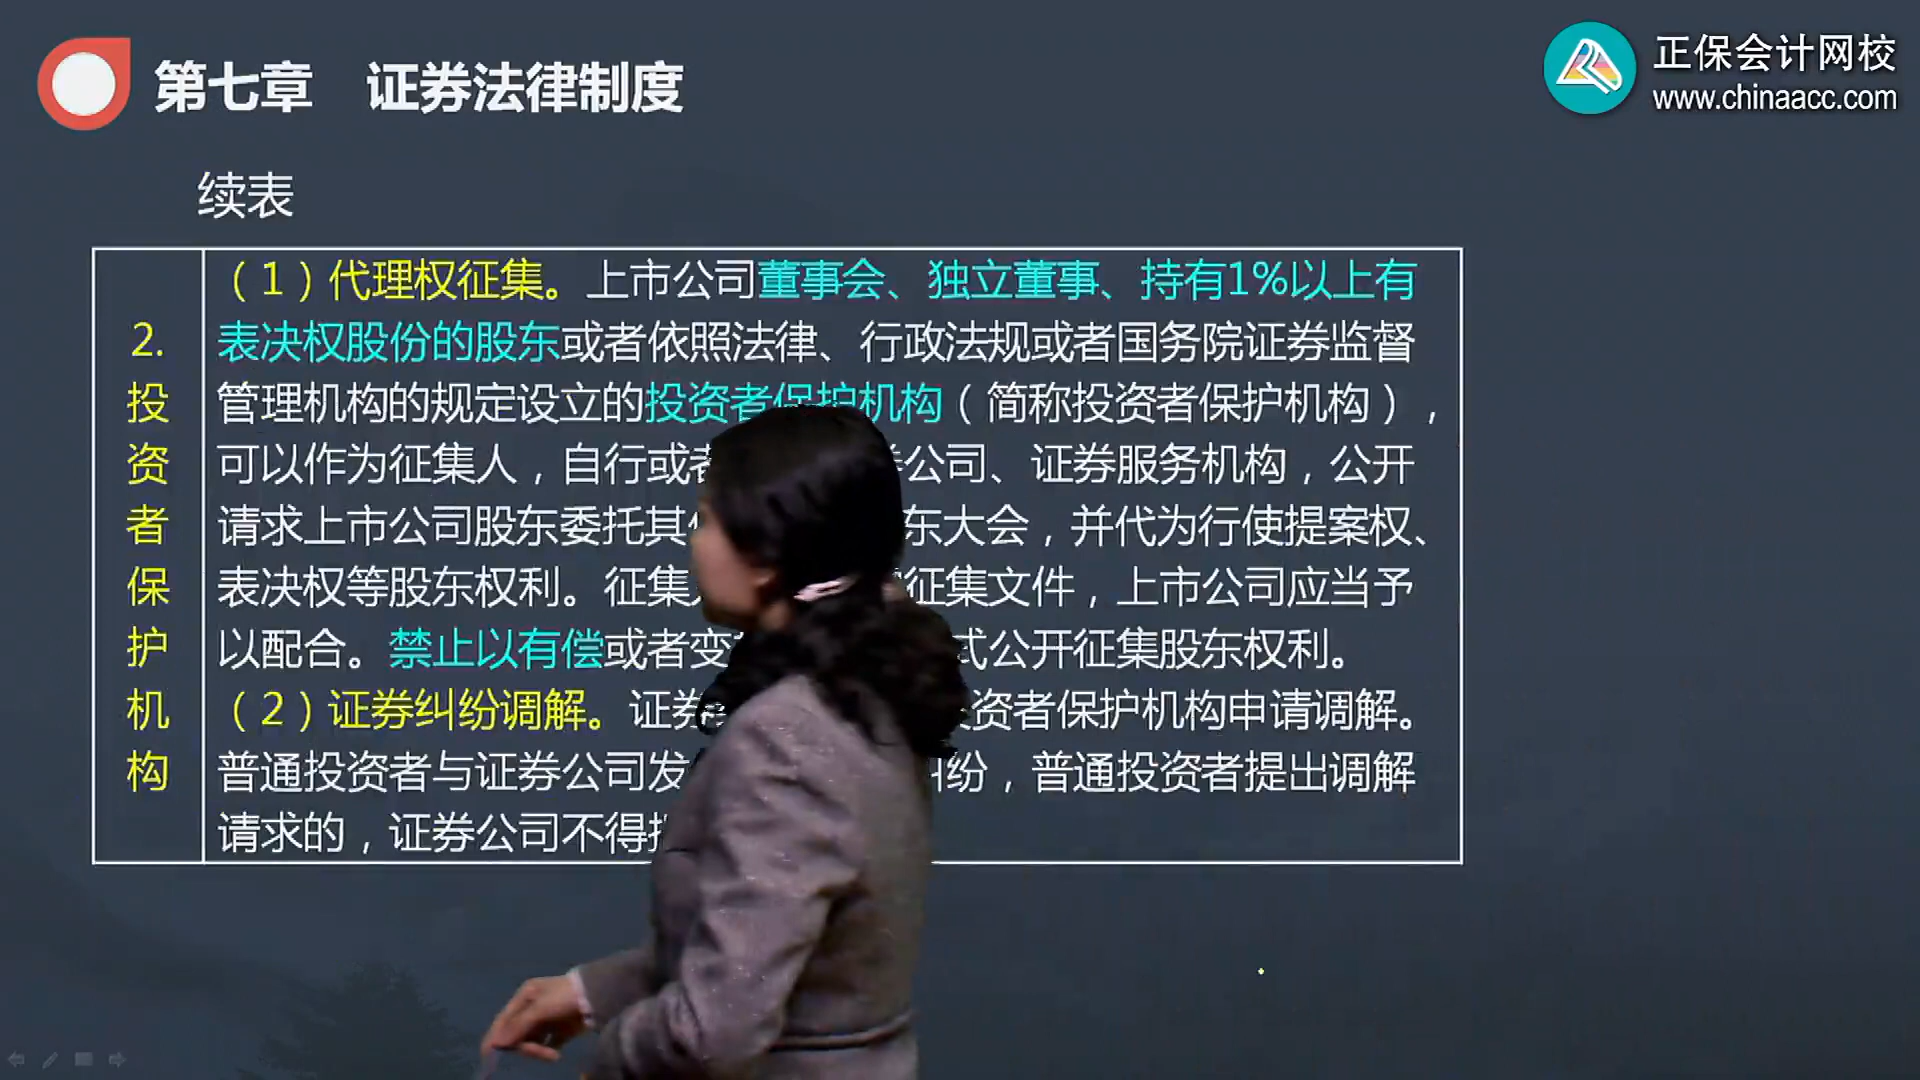 第七章 证券法律制度
正保会计网校
www.chinaacc.com
续表
2.投资者保护机构
（1）代理权征集。上市公司董事会、独立董事、持有1%以上有
表决权股份的股东或者依照法律、行政法规或者国务院证券监督
管理机构的规定设立的投资者保护机构（简称投资者保护机构），
可以作为征集人，自行或者 公司、证券服务机构，公开
请求上市公司股东委托其 东大会，并代为行使提案权、
表决权等股东权利。征集 征集文件，上市公司应当予
以配合。禁止以有偿或者变 式公开征集股东权利。
（2）证券纠纷调解。证券 资者保护机构申请调解。
普通投资者与证券公司发 纠纷，普通投资者提出调解
请求的，证券公司不得